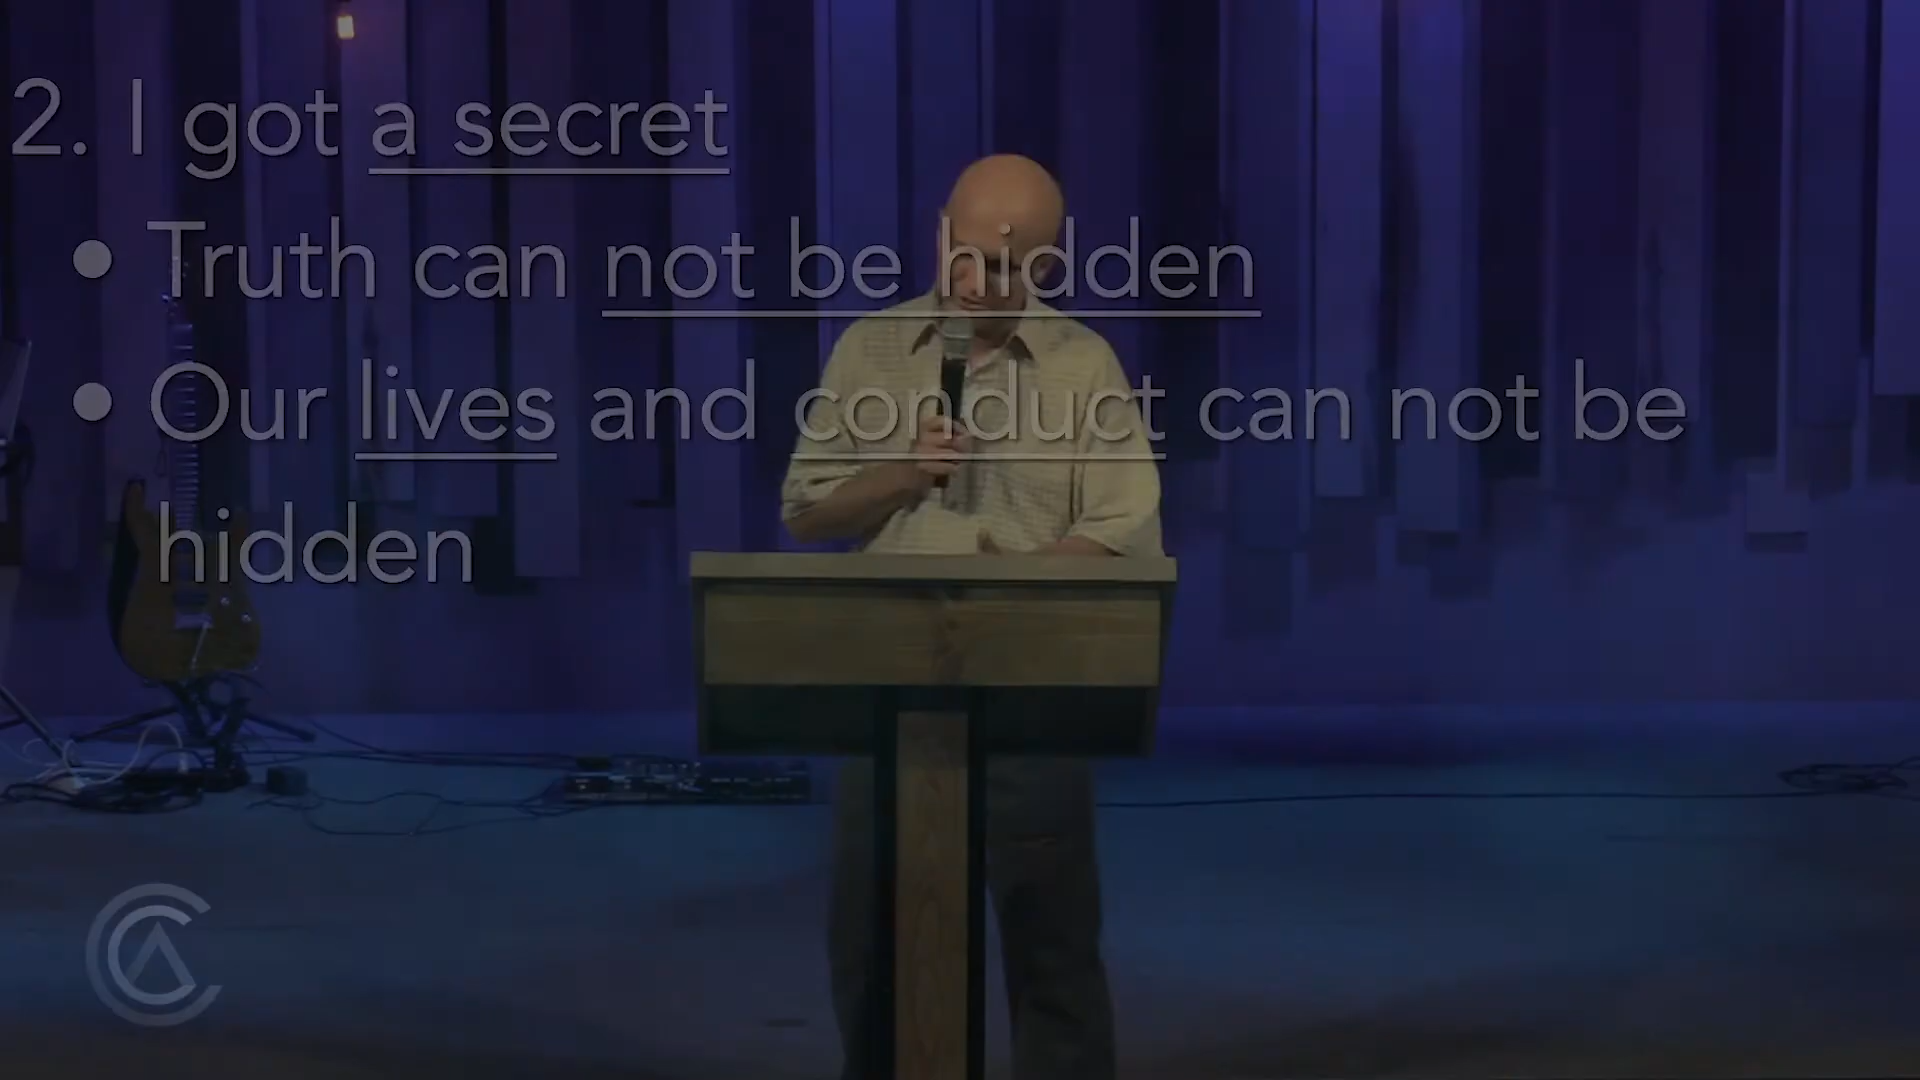 2. I got a secret
• Truth can not be hidden
• Our lives and conduct can not be
hidden